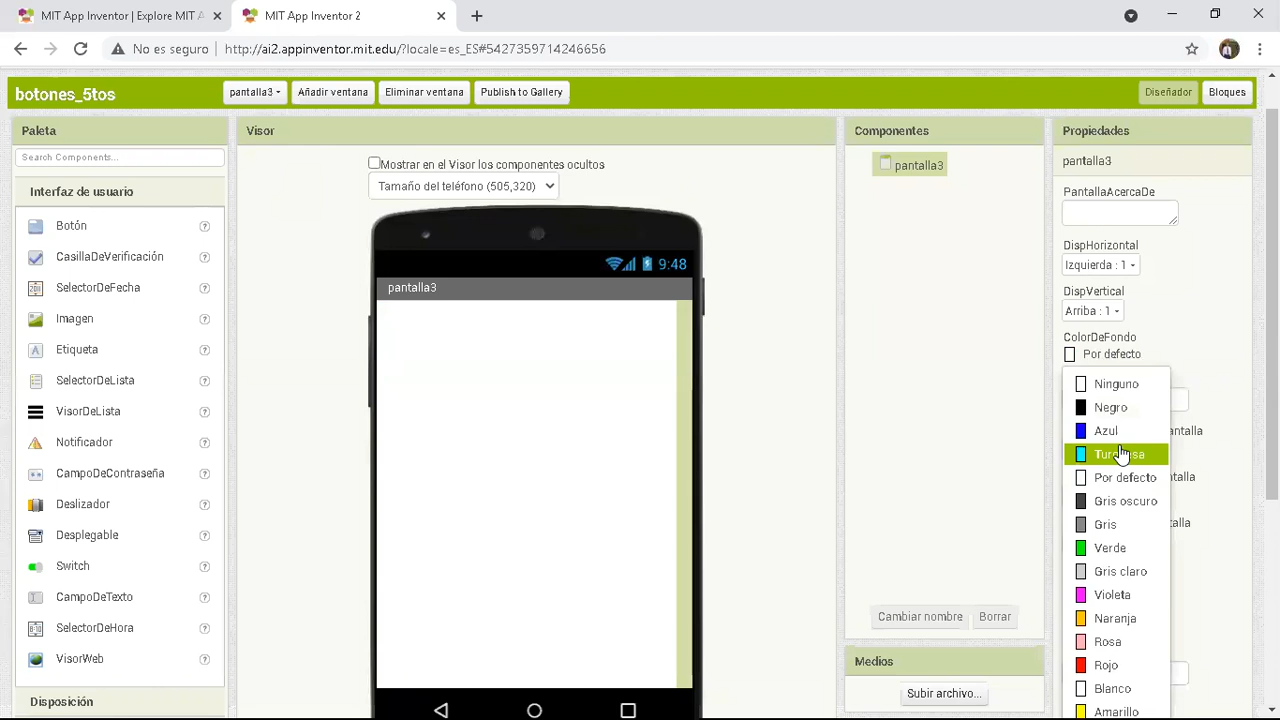 MIT App Inventor | Explore MIT A
MIT App Inventor 2
No es seguro
http://ai2.appinventor.mit.edu/?locale=es_ES#5427359714246656
botones_5tos
pantalla3
Añadir ventana
Eliminar ventana
Publish to Gallery
Diseñador
Bloques
Paleta
Search Components...
Interfaz de usuario
Botón
CasillaDeVerificación
SelectorDeFecha
Imagen
Etiqueta
SelectorDeLista
VisorDeLista
Notificador
CampoDeContraseña
Deslizador
Desplegable
Switch
CampoDeTexto
SelectorDeHora
VisorWeb
Disposición
Visor
Mostrar en el Visor los componentes ocultos
Tamaño del teléfono (505,320)
9:48
pantalla3
Componentes
pantalla3
Cambiar nombre
Borrar
Medios
Subir archivo...
Propiedades
pantalla3
PantallaAcercaDe
DispHorizontal
Izquierda : 1
DispVertical
Arriba : 1
ColorDeFondo
Por defecto
Ninguno
Negro
Azul
antalla
Por defecto
talla
Gris oscuro
Gris
lla
Verde
Gris claro
Violeta
Naranja
Rosa
Rojo
Blanco
Amarillo